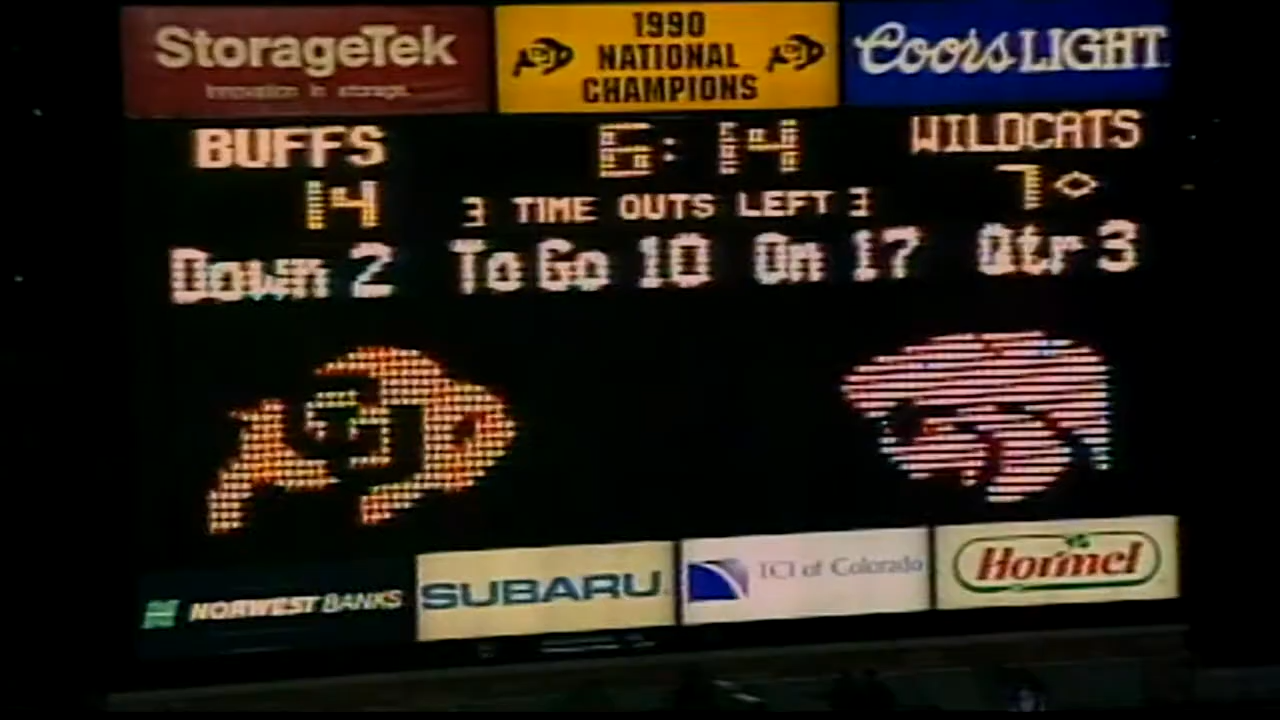 StorageTek
Innovation in storage.
1990
NATIONAL
CHAMPIONS
Coors LIGHT
BUFFS 6:14 WILDCATS
14 7
3 TIME OUTS LEFT 3
Down 2 To Go 10 On 17 Qtr 3
NORWEST BANKS
SUBARU
of Colorado
Hormel